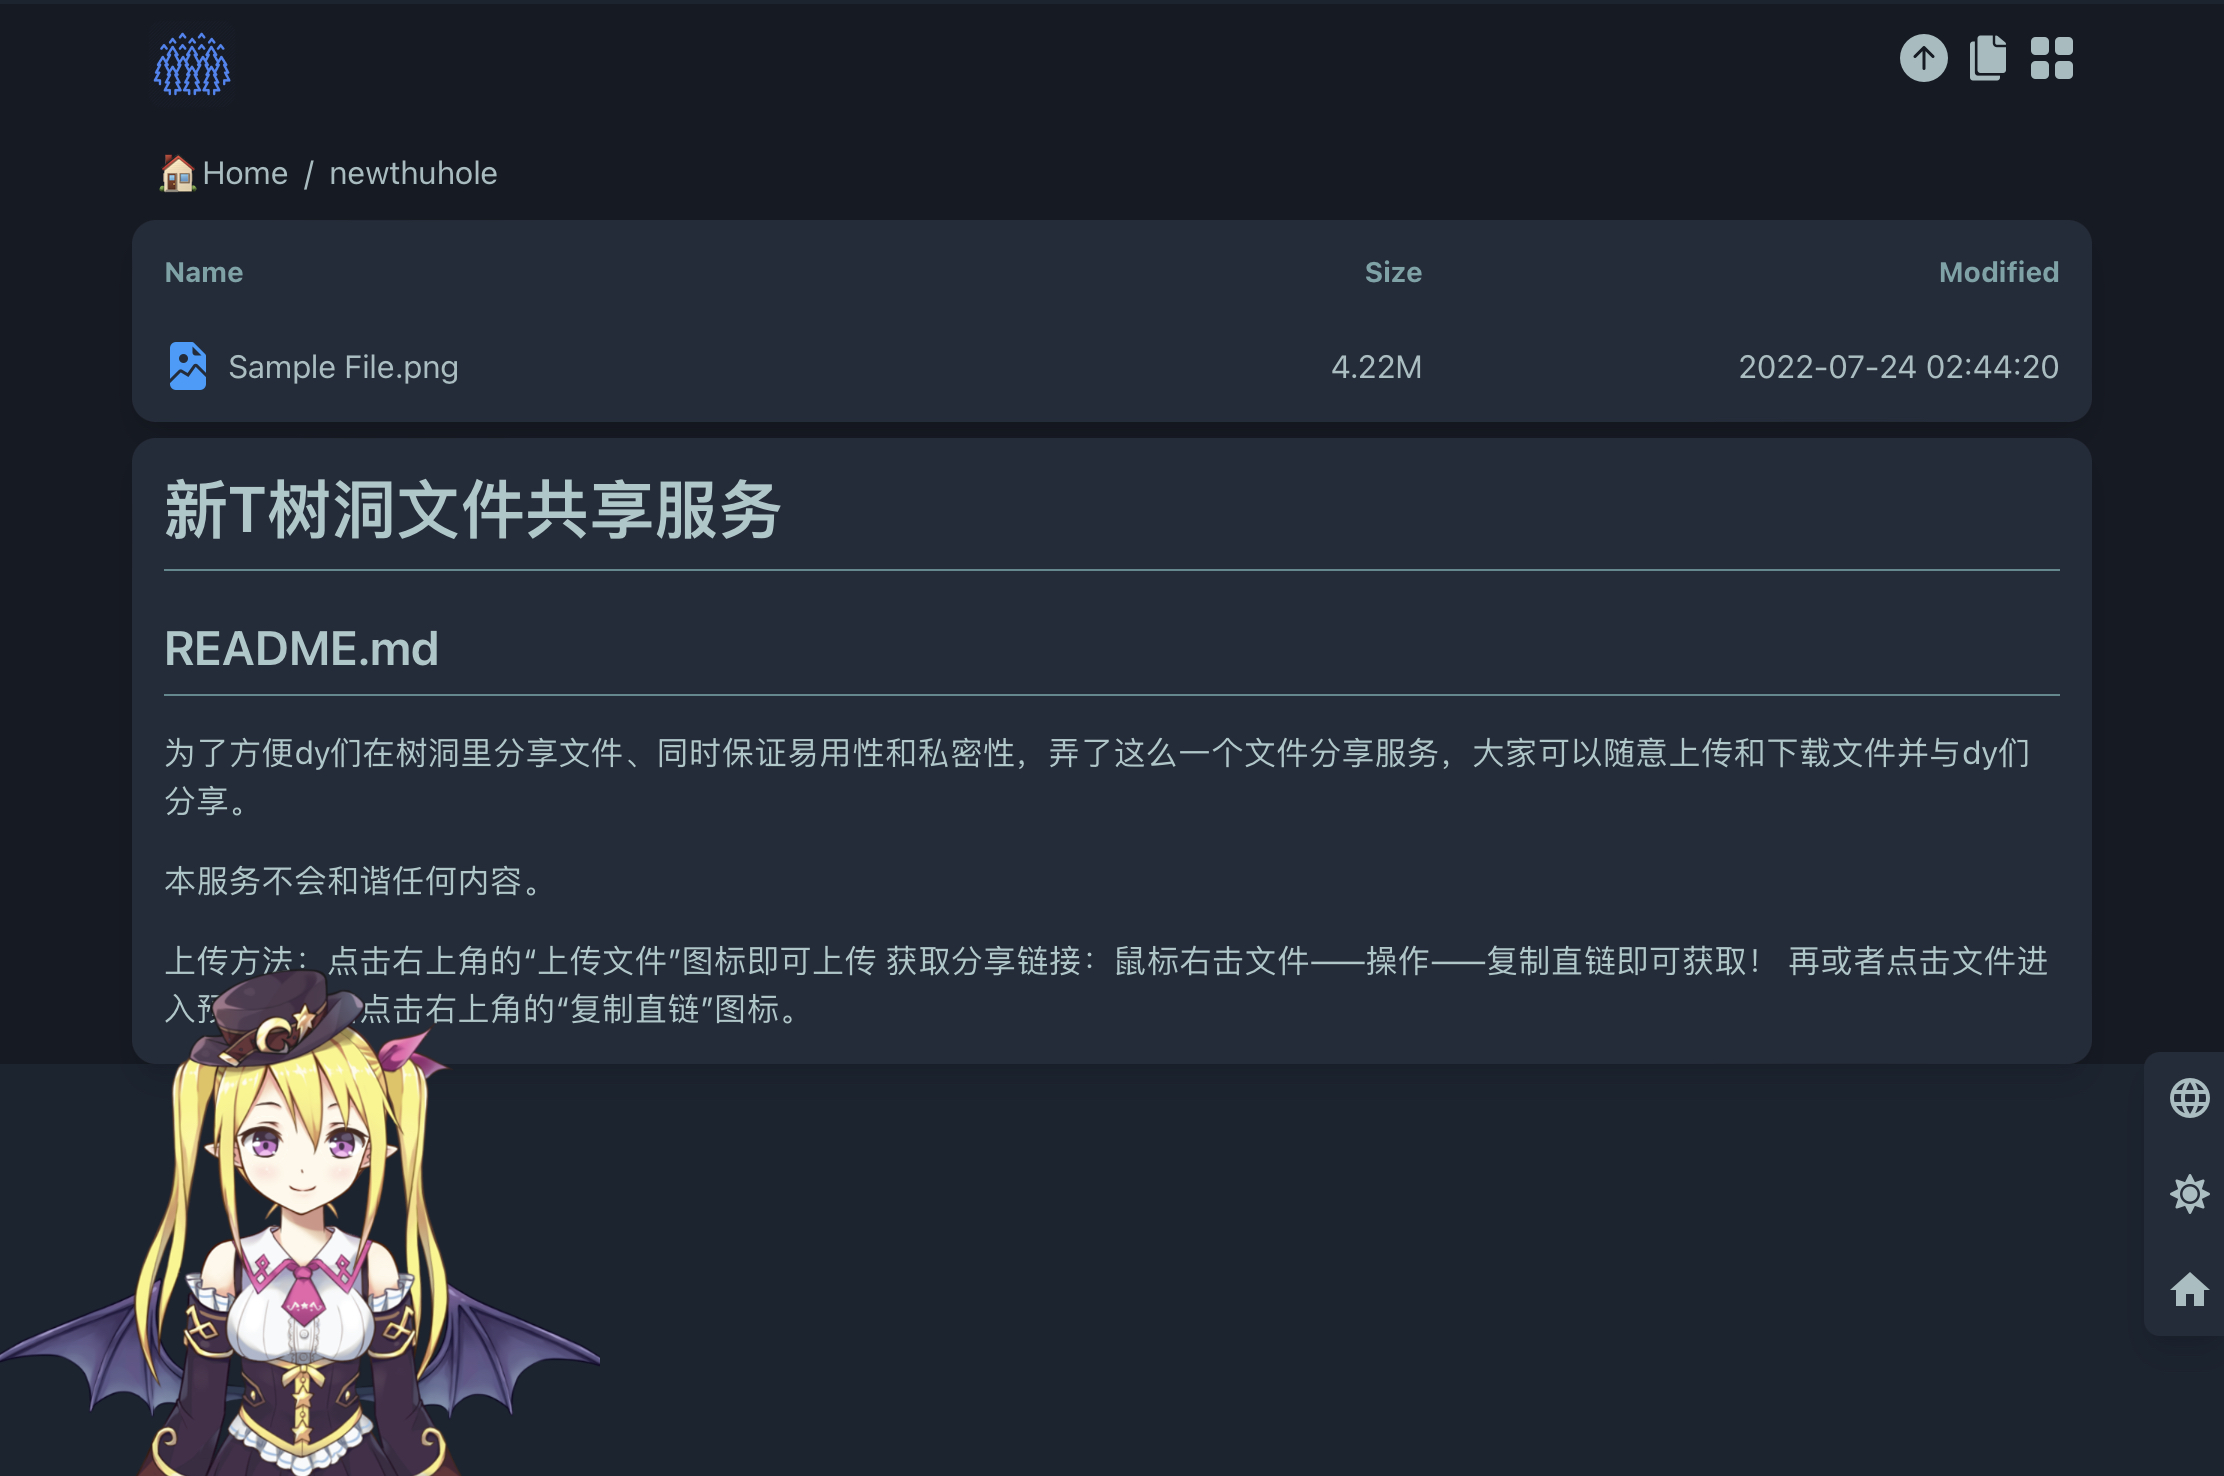 Home / newthuhole
Name Size Modified
Sample File.png 4.22M 2022-07-24 02:44:20
新T树洞文件共享服务
README.md
为了方便dy们在树洞里分享文件、同时保证易用性和私密性，弄了这么一个文件分享服务，大家可以随意上传和下载文件并与dy们
分享。
本服务不会和谐任何内容。
上传方法：点击右上角的“上传文件”图标即可上传 获取分享链接：鼠标右击文件——操作——复制直链即可获取！ 再或者点击文件进
入预 点击右上角的“复制直链”图标。